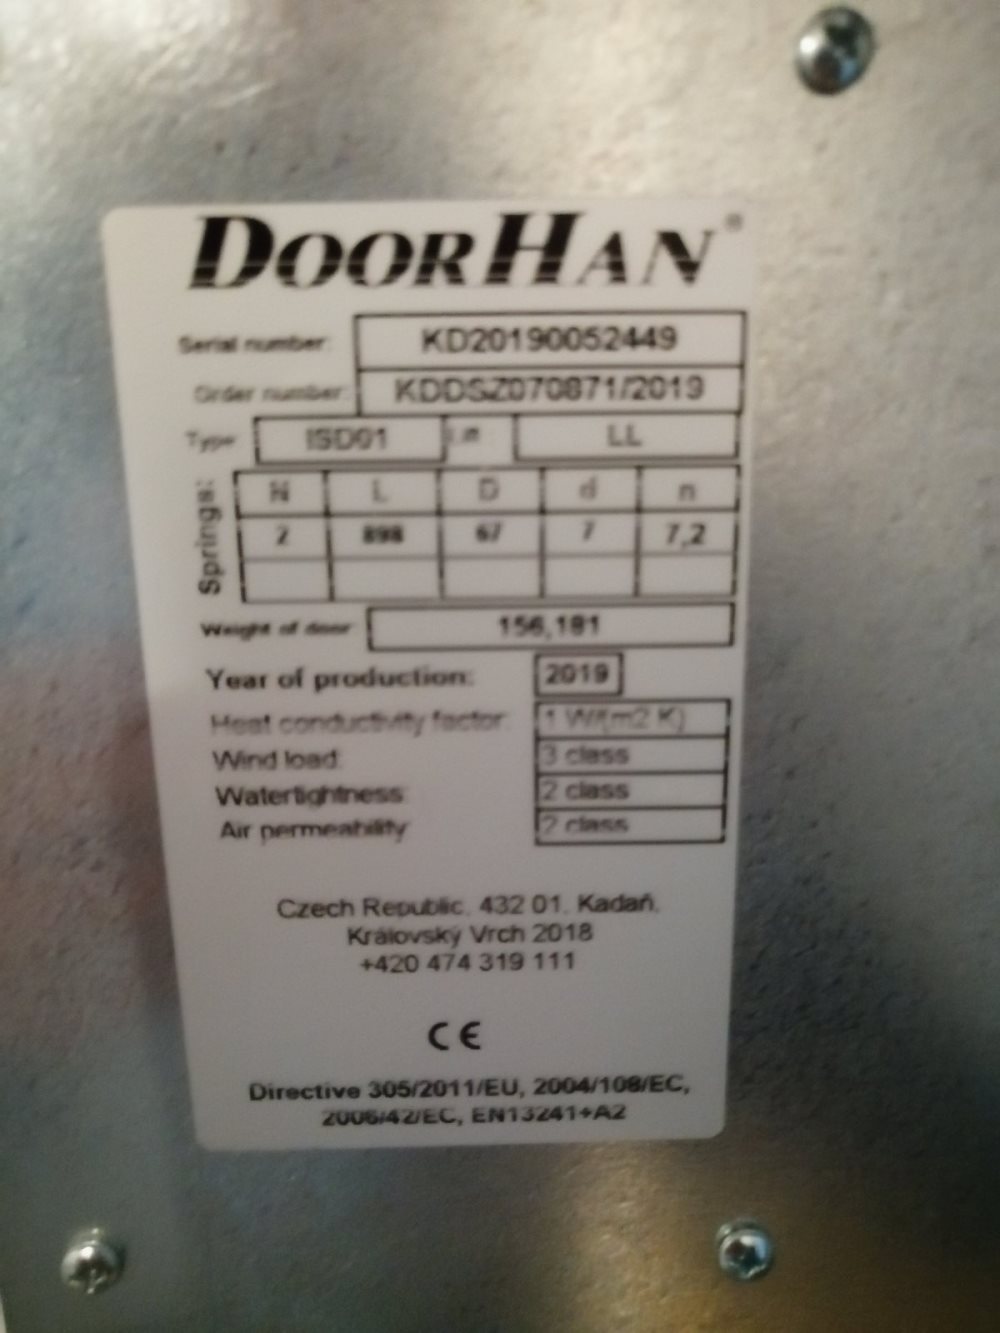 DOORHAN®
Serial number: KD20190052449
Order number: KDDSZ070871/2019
Type: ISD01 Lift LL
Springs:
N L D d n
2 898 67 7 7,2
Weight of door: 156,181
Year of production: 2019
Heat conductivity factor: 1 W/(m2 K)
Wind load: 3 class
Watertightness: 2 class
Air permeability: 2 class
Czech Republic, 432 01, Kadaň,
Královský Vrch 2018
+420 474 319 111
CE
Directive 305/2011/EU, 2004/108/EC,
2006/42/EC, EN13241+A2